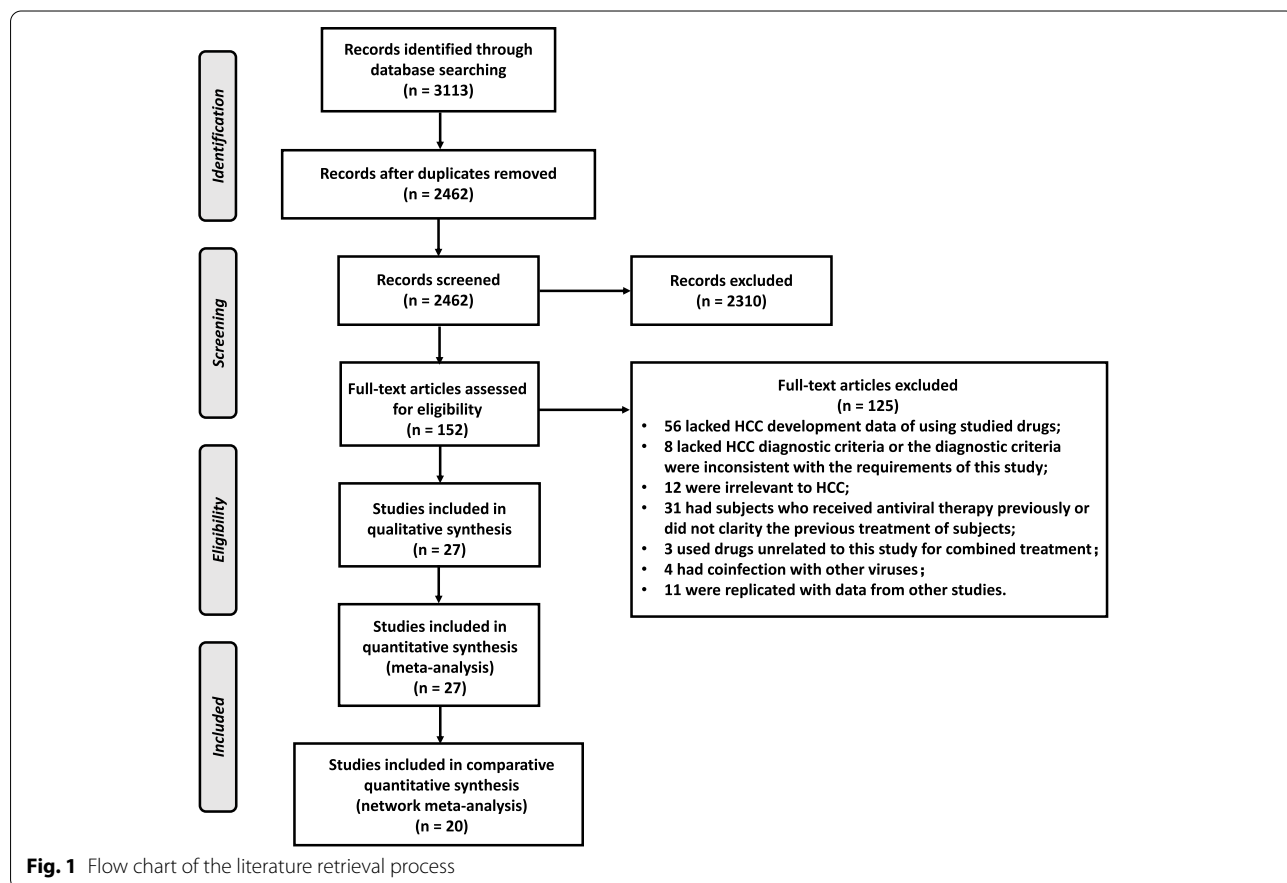 Identification
Records identified through
database searching
(n = 3113)
Records after duplicates removed
(n = 2462)
Screening
Records screened
(n = 2462)
Records excluded
(n = 2310)
Full-text articles assessed
for eligibility
(n = 152)
Full-text articles excluded
(n = 125)
• 56 lacked HCC development data of using studied drugs;
• 8 lacked HCC diagnostic criteria or the diagnostic criteria
were inconsistent with the requirements of this study;
• 12 were irrelevant to HCC;
• 31 had subjects who received antiviral therapy previously or
did not clarity the previous treatment of subjects;
• 3 used drugs unrelated to this study for combined treatment;
• 4 had coinfection with other viruses;
• 11 were replicated with data from other studies.
Eligibility
Studies included in
qualitative synthesis
(n = 27)
Studies included in
quantitative synthesis
(meta-analysis)
(n = 27)
Included
Studies included in comparative
quantitative synthesis
(network meta-analysis)
(n = 20)
Fig. 1 Flow chart of the literature retrieval process